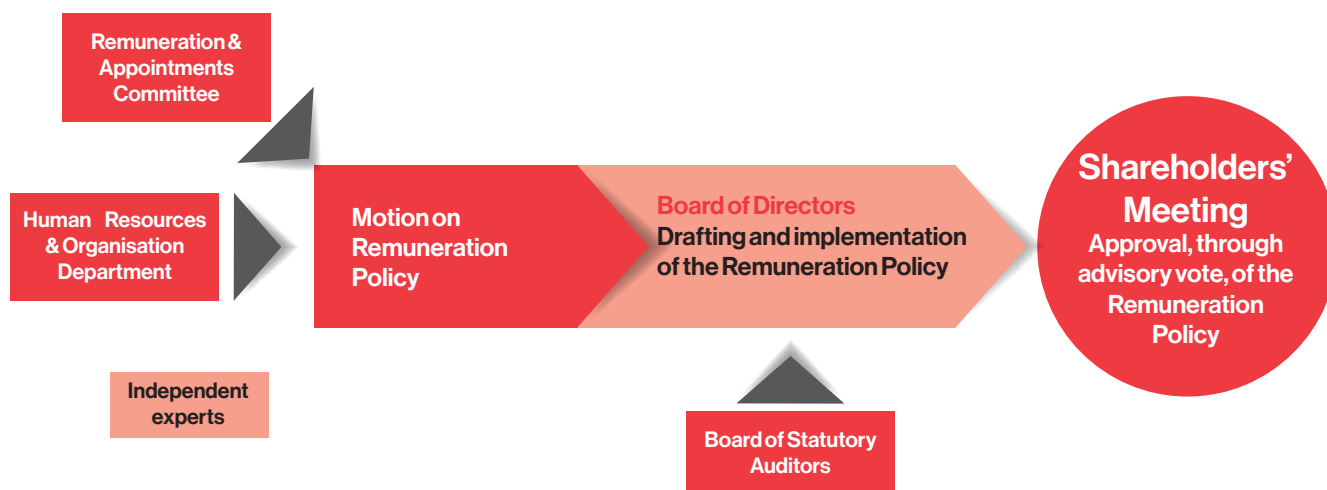 Remuneration &
Appointments
Committee
Human Resources
& Organisation
Department
Independent
experts
Motion on
Remuneration
Policy
Board of Directors
Drafting and implementation
of the Remuneration Policy
Board of Statutory
Auditors
Shareholders’
Meeting
Approval, through
advisory vote, of the
Remuneration
Policy